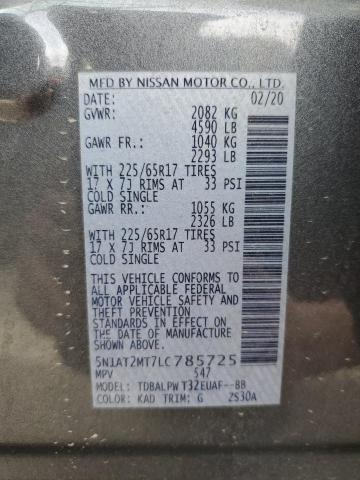 MFD BY NISSAN MOTOR CO., LTD.
DATE: 02/20
GVWR: 2082 KG
4590 LB
GAWR FR.: 1040 KG
2293 LB
WITH 225/65R17 TIRES
17 X 7J RIMS AT 33 PSI
COLD SINGLE
GAWR RR.: 1055 KG
2326 LB
WITH 225/65R17 TIRES
17 X 7J RIMS AT 33 PSI
COLD SINGLE
THIS VEHICLE CONFORMS TO
ALL APPLICABLE FEDERAL
MOTOR VEHICLE SAFETY AND
THEFT PREVENTION
STANDARDS IN EFFECT ON
THE DATE OF MANUFACTURE
SHOWN ABOVE.
5N1AT2MT7LC785725
MPV 547
MODEL: TDBALPW T32EUAF--BB
COLOR: KAD TRIM: G 2S30A